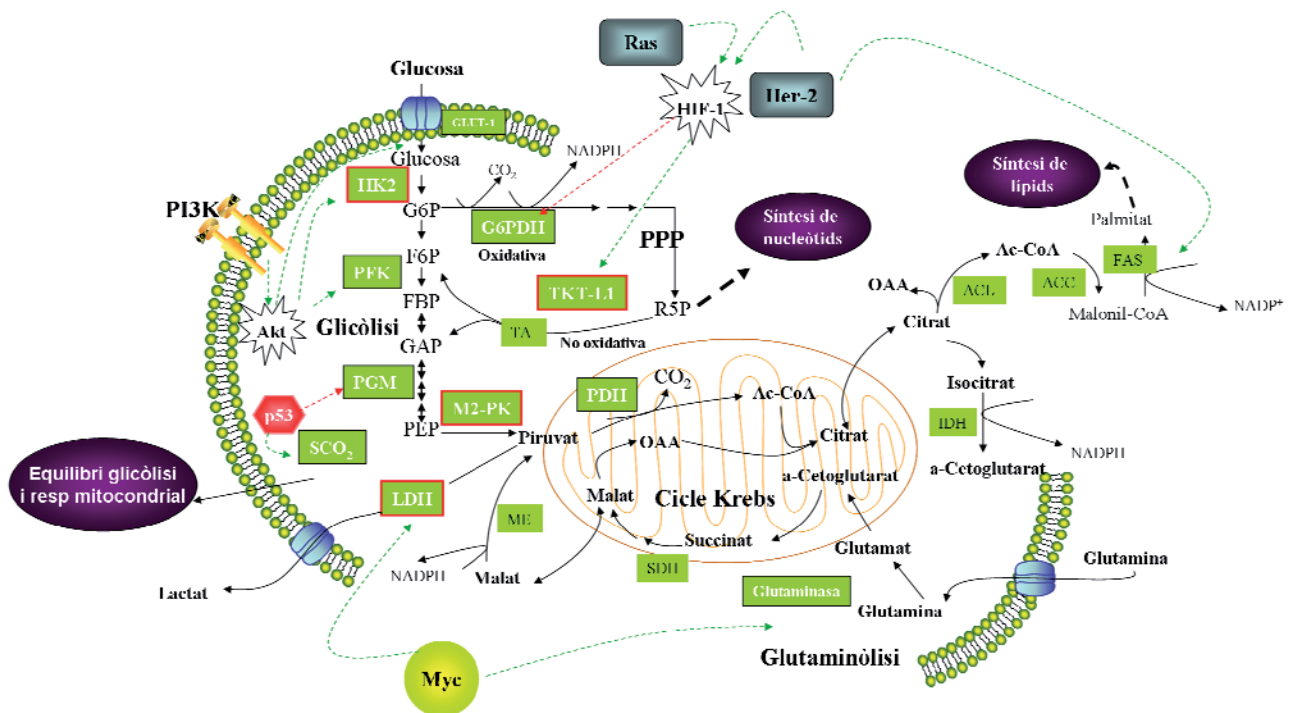 Ras
Her-2
HIF-1
Glucosa
GLUT-1
Glucosa
HK2
CO2
NADPH
PI3K
G6P
G6PDH
Oxidativa
PPP
Síntesi de
nucleòtids
Síntesi de
lípids
Palmitat
F6P
PFK
FBP
TKT-L1
R5P
Akt
Glicòlisi
GAP
TA
No oxidativa
Ac-CoA
OAA
ACL
ACC
FAS
NADP+
Citrat
Malonil-CoA
PGM
p53
SCO2
M2-PK
PEP
Piruvat
PDH
CO2
Ac-CoA
OAA
Citrat
Isocitrat
IDH
NADPH
a-Cetoglutarat
a-Cetoglutarat
Equilibri glicòlisi
i resp mitocondrial
LDH
ME
Malat
Cicle Krebs
Succinat
SDH
Glutamat
NADPH
Malat
Lactat
Glutaminasa
Glutamina
Glutamina
Glutaminòlisi
Myc